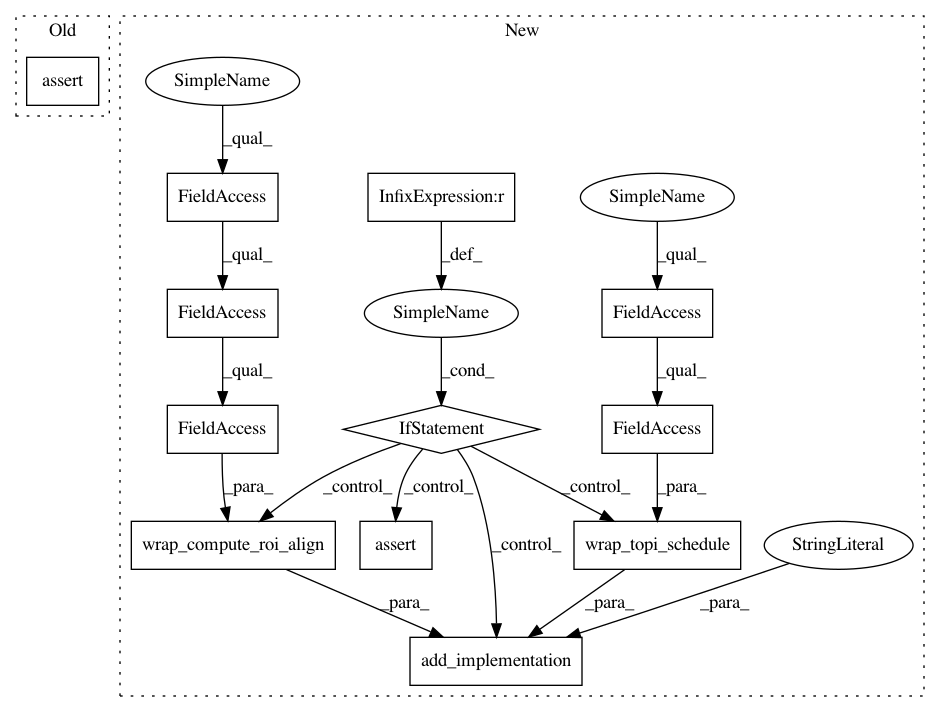 Old
New
assert
SimpleName
_qual_
FieldAccess
InfixExpression:r
SimpleName
_qual_
_def_
_qual_
FieldAccess
SimpleName
FieldAccess
_qual_
_cond_
_qual_
FieldAccess
IfStatement
FieldAccess
_para_
_control_
_control_
_control_
_para_
wrap_compute_roi_align
assert
_control_
wrap_topi_schedule
StringLiteral
_para_
_para_
_para_
add_implementation